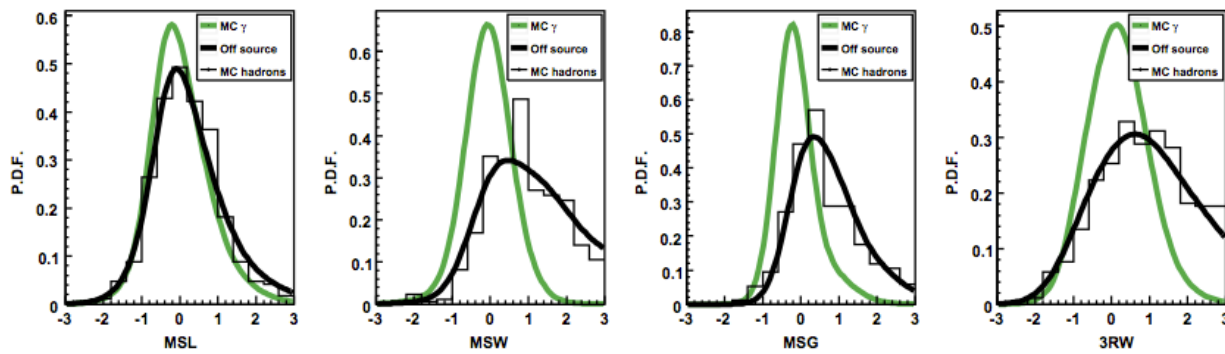 0.6
0.5
0.4
0.3
0.2
0.1
0
P.D.F.
-3 -2 -1 0 1 2 3
MSL
MC γ
Off source
MC hadrons
0.6
0.5
0.4
0.3
0.2
0.1
0
P.D.F.
-3 -2 -1 0 1 2 3
MSW
MC γ
Off source
MC hadrons
0.8
0.7
0.6
0.5
0.4
0.3
0.2
0.1
0
P.D.F.
-3 -2 -1 0 1 2 3
MSG
MC γ
Off source
MC hadrons
0.5
0.4
0.3
0.2
0.1
0
P.D.F.
-3 -2 -1 0 1 2 3
3RW
MC γ
Off source
MC hadrons